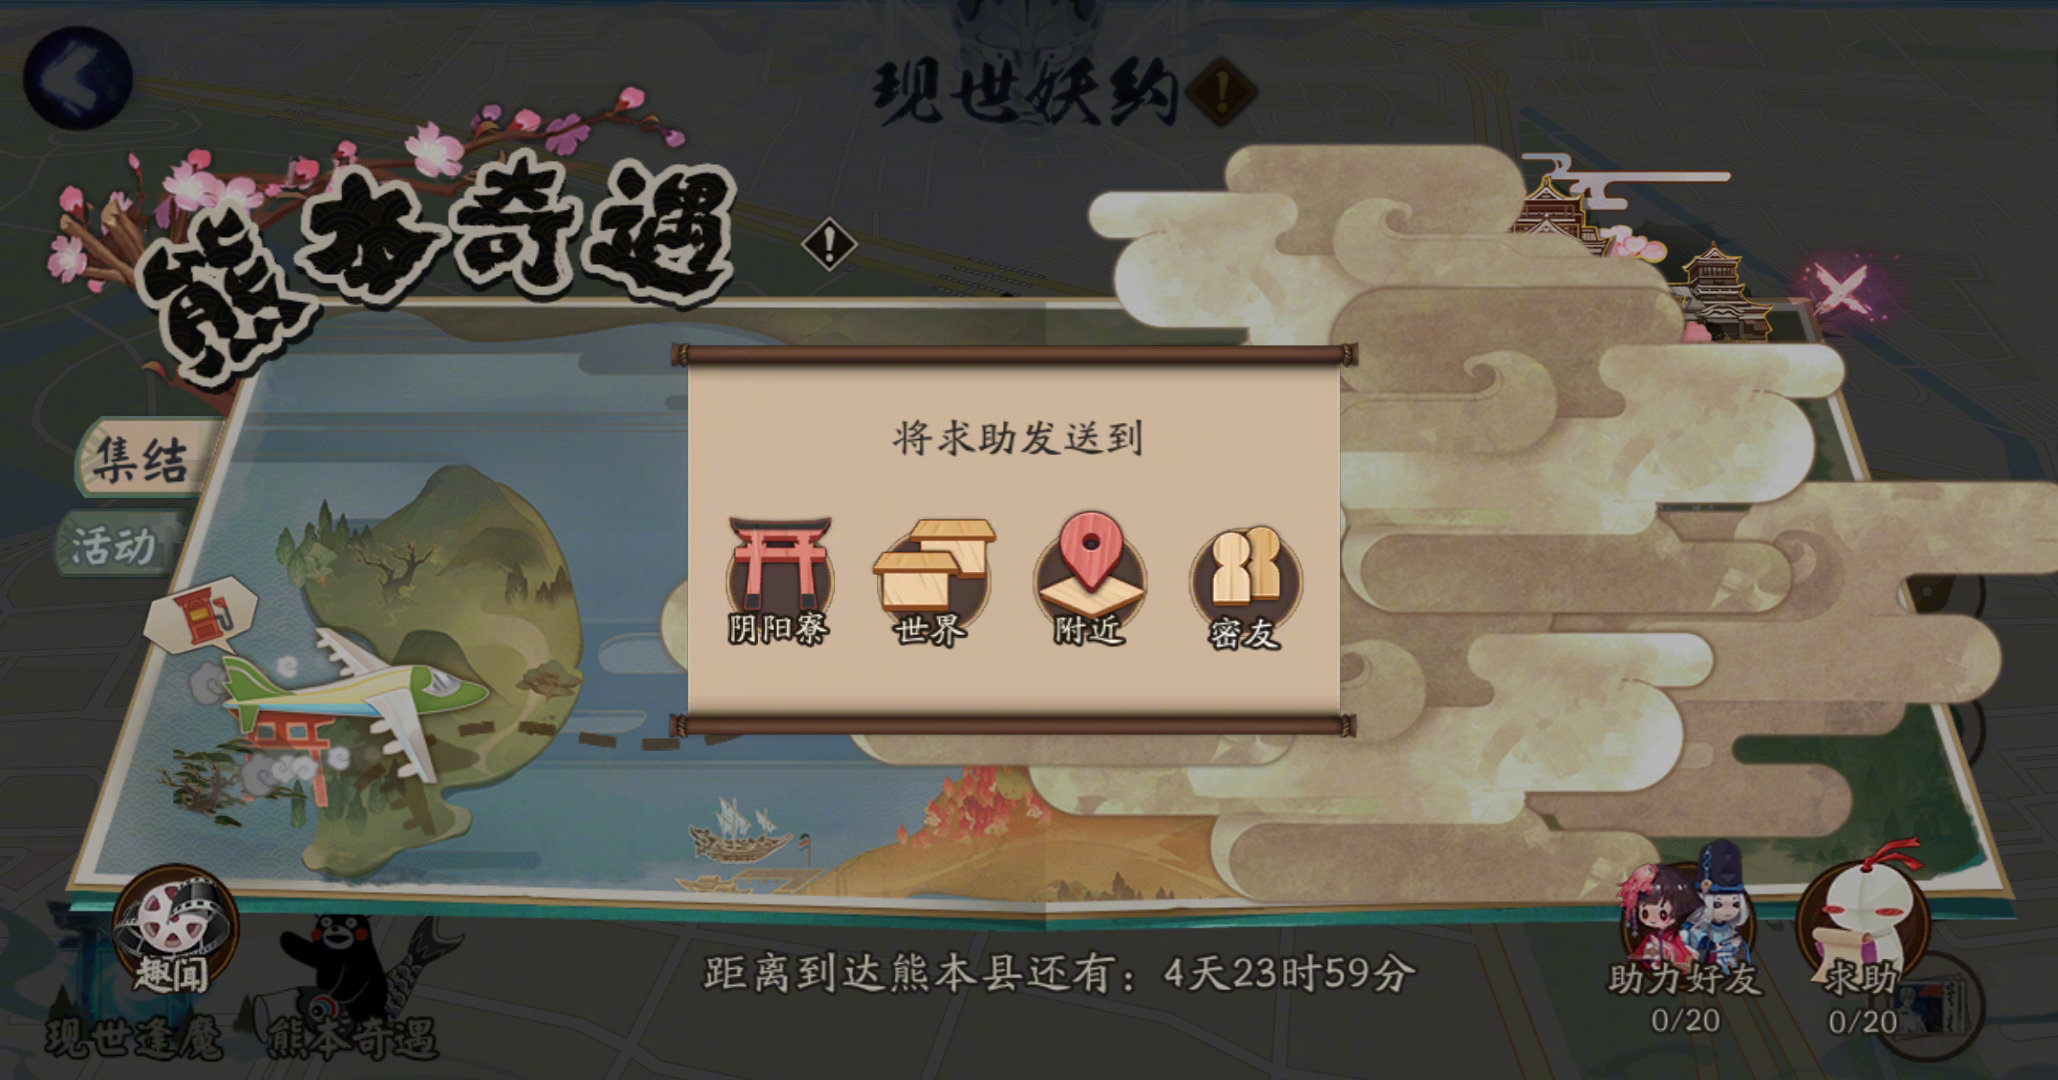 现世妖约
熊本奇遇
集结
活动
将求助发送到
阴阳寮
世界
附近
密友
趣闻
现世逢魔
熊本奇遇
距离到达熊本县还有：4天23时59分
助力好友
0/20
求助
0/20